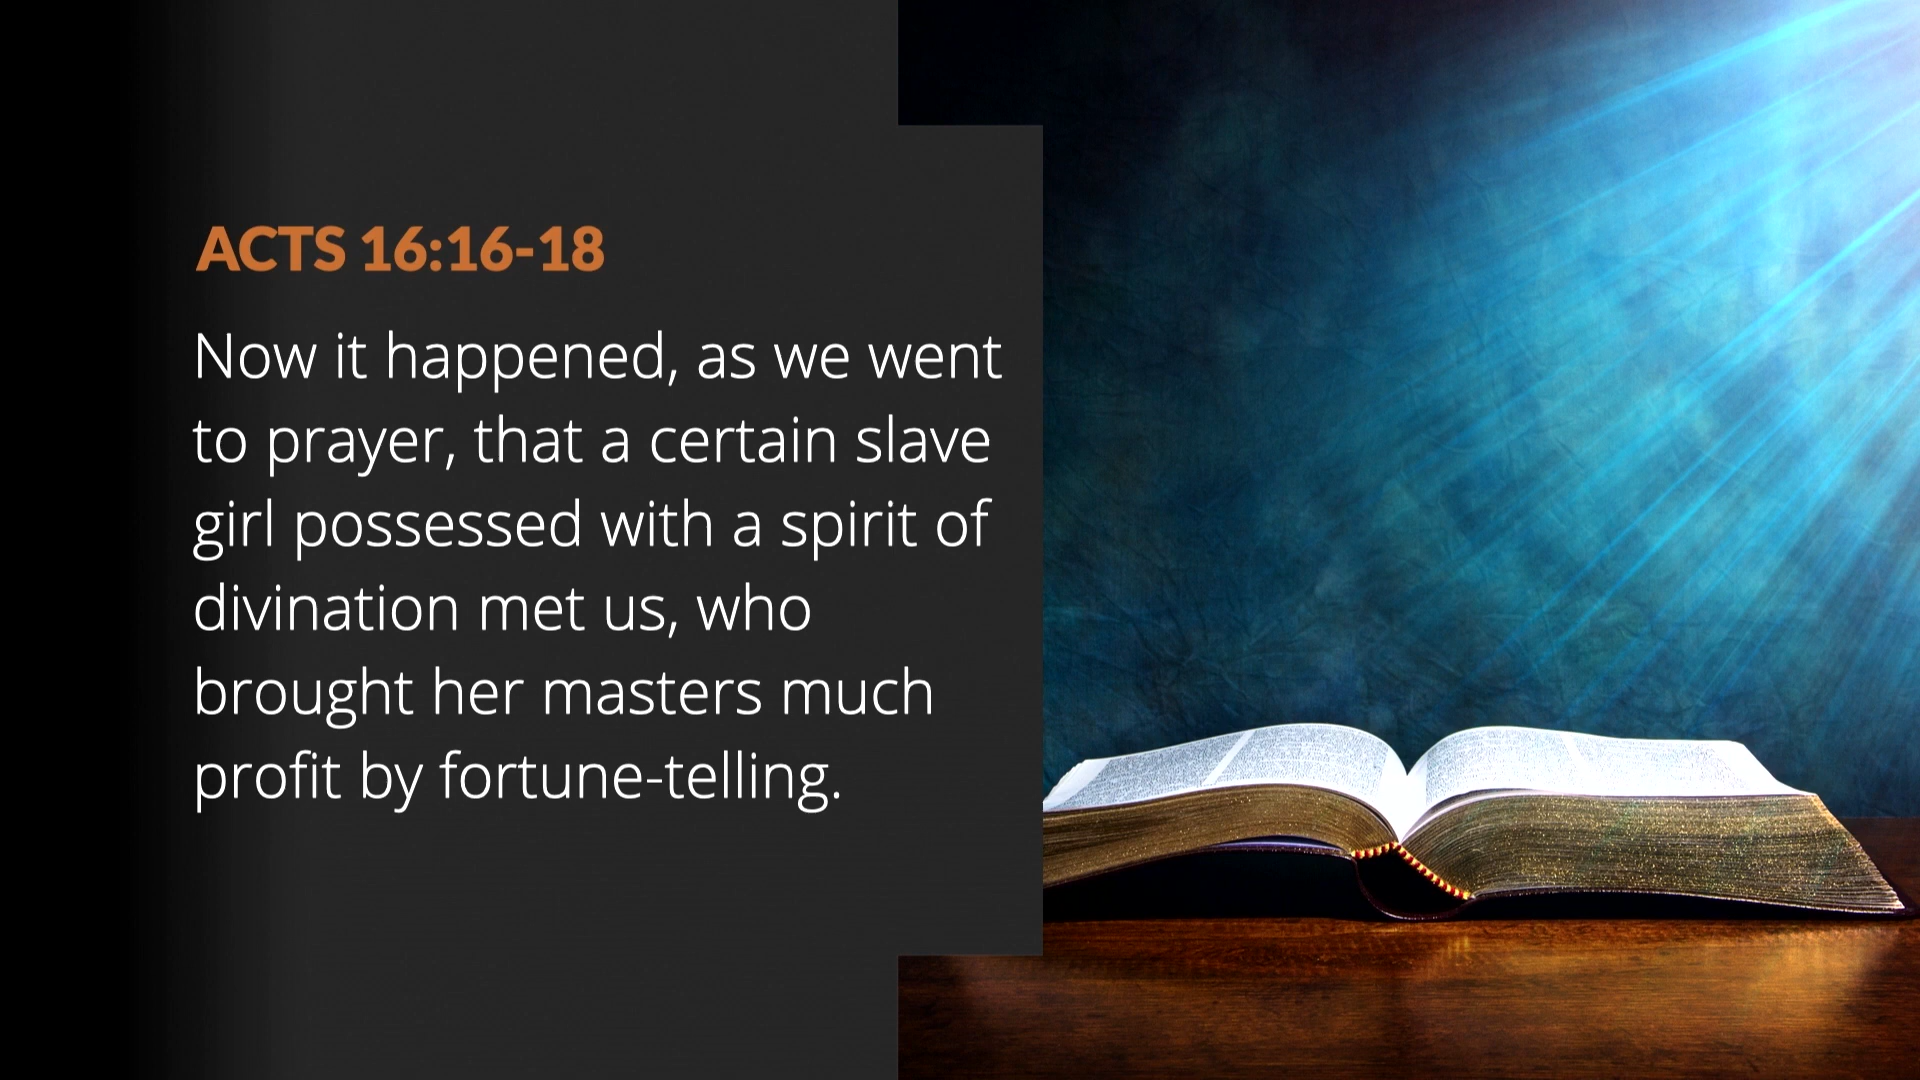 ACTS 16:16-18
Now it happened, as we went
to prayer, that a certain slave
girl possessed with a spirit of
divination met us, who
brought her masters much
profit by fortune-telling.